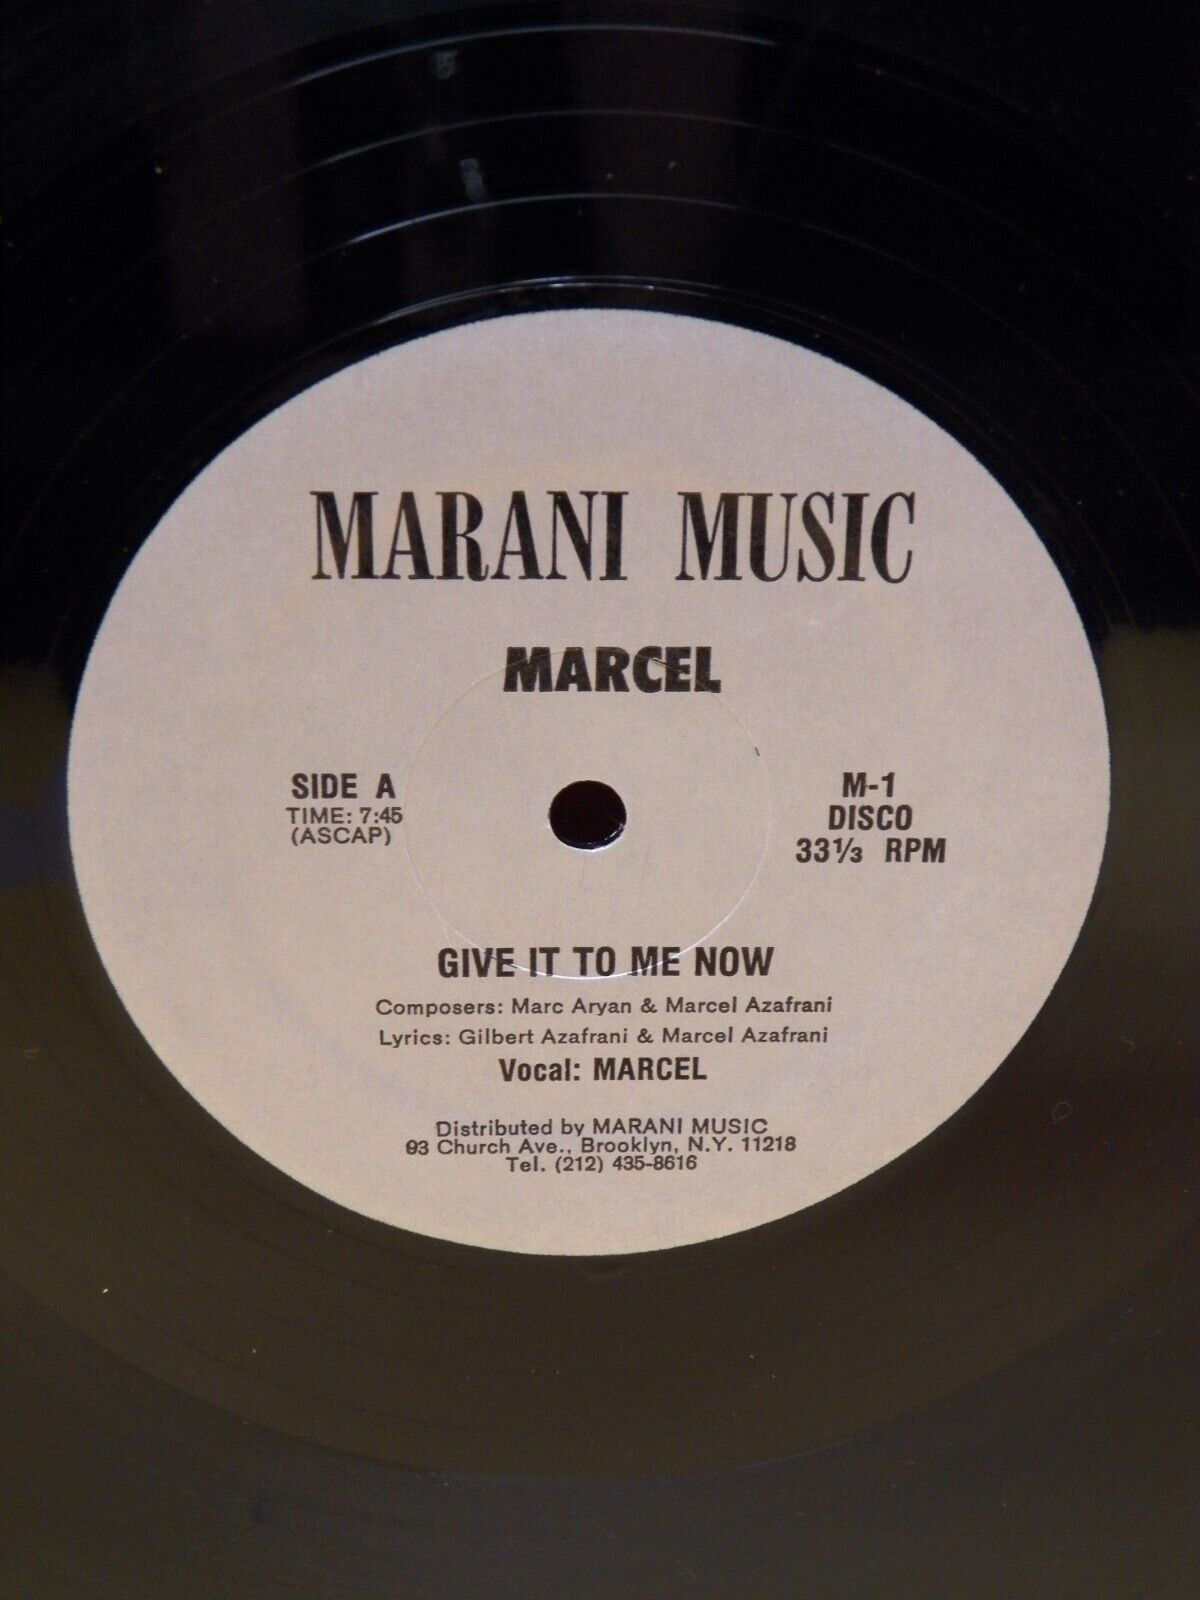 MARANI MUSIC
MARCEL
SIDE A
TIME: 7:45
(ASCAP)
M-1
DISCO
33⅓ RPM
GIVE IT TO ME NOW
Composers: Marc Aryan & Marcel Azafrani
Lyrics: Gilbert Azafrani & Marcel Azafrani
Vocal: MARCEL
Distributed by MARANI MUSIC
93 Church Ave., Brooklyn, N.Y. 11218
Tel. (212) 435-8616